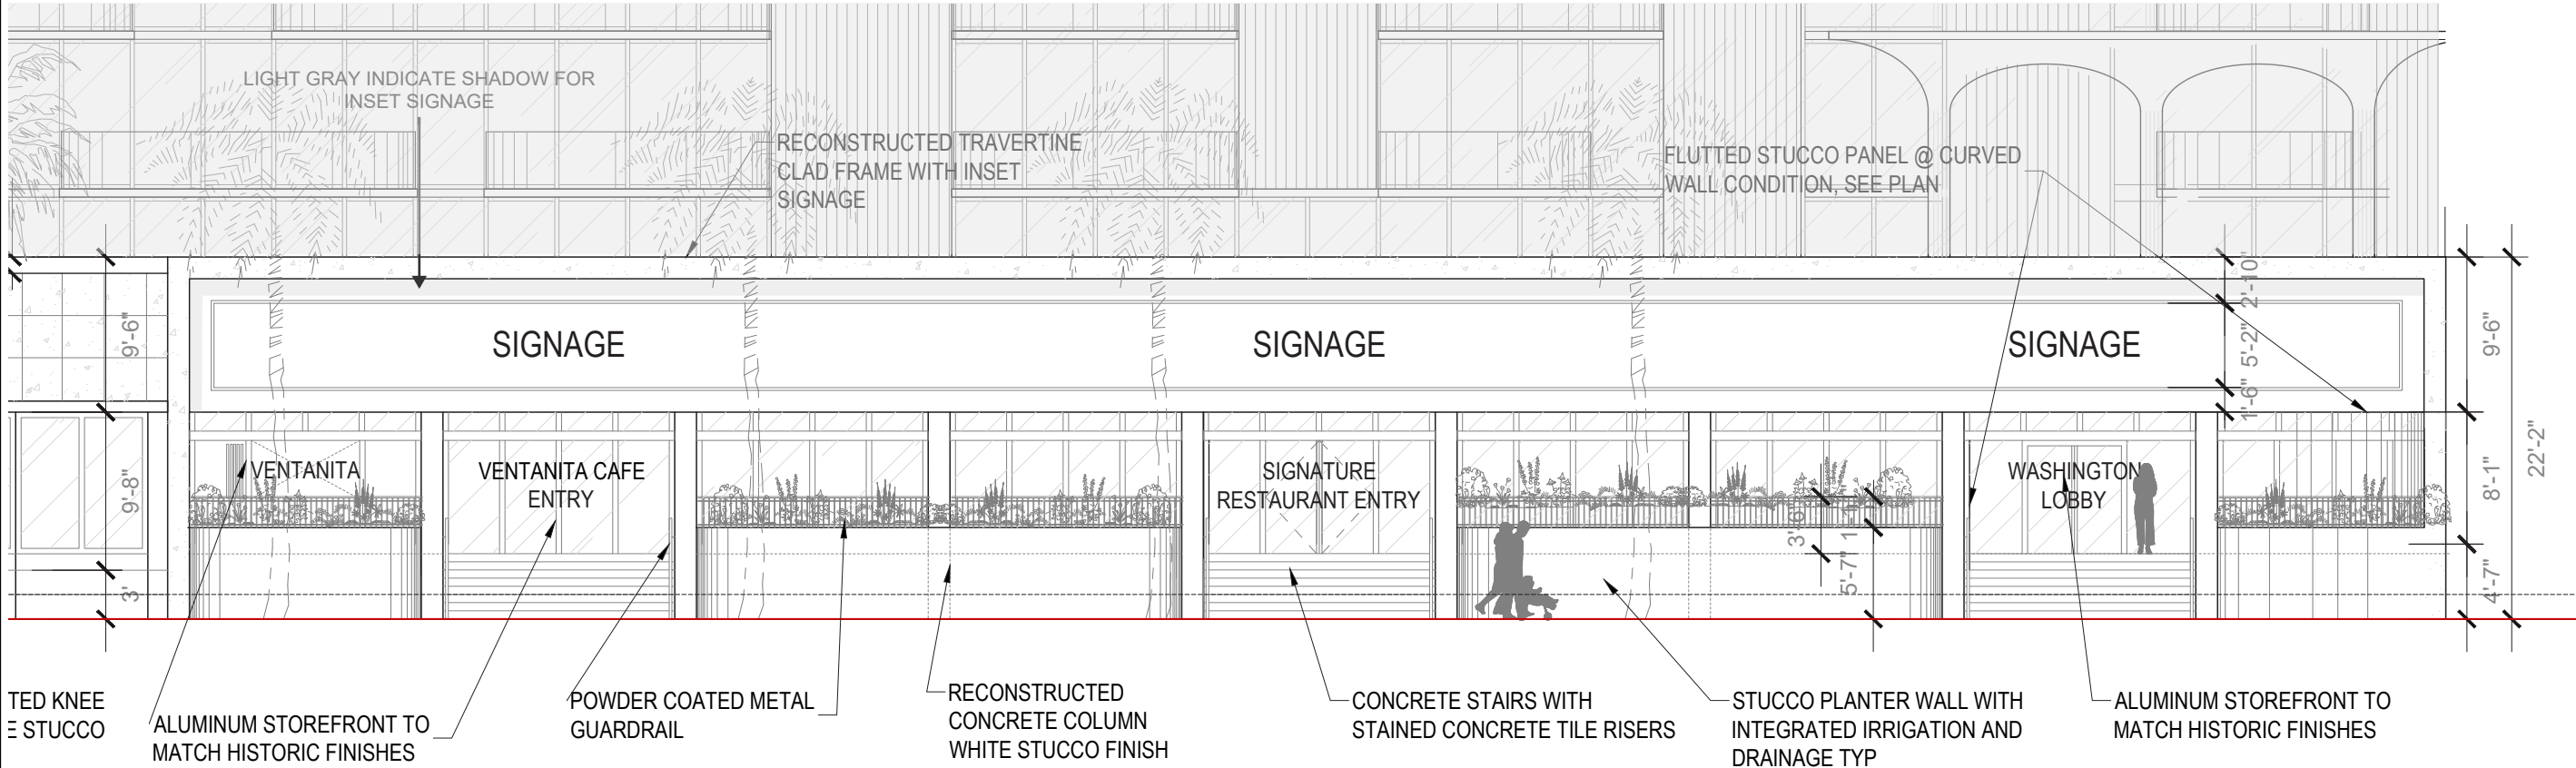 LIGHT GRAY INDICATE SHADOW FOR
INSET SIGNAGE
RECONSTRUCTED TRAVERTINE
CLAD FRAME WITH INSET
SIGNAGE
FLUTTED STUCCO PANEL @ CURVED
WALL CONDITION, SEE PLAN
9'-6"
SIGNAGE
SIGNAGE
SIGNAGE
2'-10"
5'-2"
1'-6"
9'-6"
22'-2"
9'-8"
3'
VENTANITA
VENTANITA CAFE
ENTRY
SIGNATURE
RESTAURANT ENTRY
3'-6"
1'-1"
5'-7"
WASHINGTON
LOBBY
8'-1"
4'-7"
TED KNEE
E STUCCO
ALUMINUM STOREFRONT TO
MATCH HISTORIC FINISHES
POWDER COATED METAL
GUARDRAIL
RECONSTRUCTED
CONCRETE COLUMN
WHITE STUCCO FINISH
CONCRETE STAIRS WITH
STAINED CONCRETE TILE RISERS
STUCCO PLANTER WALL WITH
INTEGRATED IRRIGATION AND
DRAINAGE TYP
ALUMINUM STOREFRONT TO
MATCH HISTORIC FINISHES